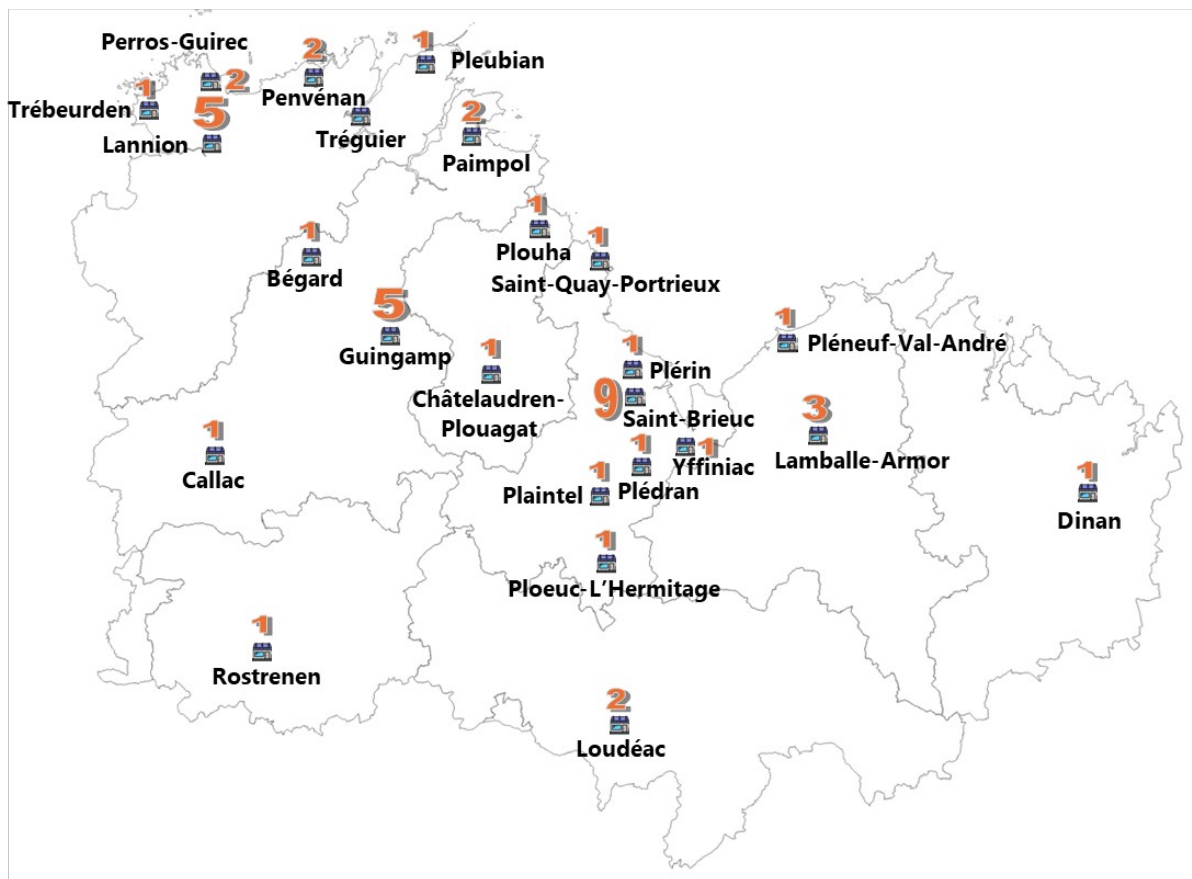 Perros-Guirec
2
1
Pleubian
2
Penvénan
1
Trébeurden
5
Lannion
Tréguier
2
Paimpol
1
Plouha
1
Saint-Quay-Portrieux
1
Bégard
5
Guingamp
1
Châtelaudren-
Plouagat
1
Pléneuf-Val-André
1
Plérin
9
Saint-Brieuc
3
Lamballe-Armor
1
Callac
1
Plédran
1
Yffiniac
1
Plaintel
1
Dinan
1
Ploeuc-L’Hermitage
1
Rostrenen
2
Loudéac